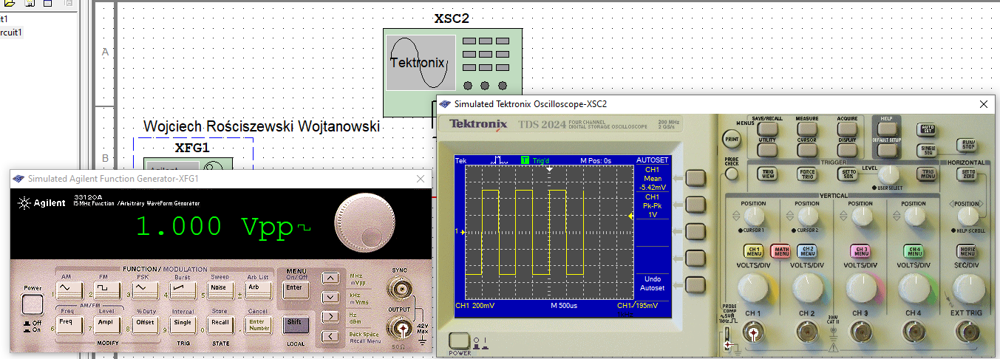 it1
rcuit1
A
XSC2
Tektronix
Wojciech Rościszewski Wojtanowski
B
XFG1
Agilent
Simulated Agilent Function Generator-XFG1
Agilent
33120A
15 MHz Function / Arbitrary WaveForm Generator
1.000 Vpp
FUNCTION / MODULATION
AM FM FSK Burst Sweep Arb List
1 2 3 4 5 ±
Noise Arb
MENU
On/Off
Enter
Power
Off
On
AM/FM
Freq Level %Duty Internal Store Cancel
6 7 8 9 0
Freq Ampl Offset Single Recall Enter Number
Shift
MODIFY TRIG STATE LOCAL
MHz
mVpp
kHz
mVrms
Hz
dBm
Back Space
Recall Menu
SYNC
OUTPUT
42V
Max
50Ω
Simulated Tektronix Oscilloscope-XSC2
Tektronix TDS 2024 FOUR CHANNEL
DIGITAL STORAGE OSCILLOSCOPE
200 MHz
2 GS/s
Tek T Trig'd M Pos: 0s AUTOSET
CH1
Mean
-5.42mV
CH1
Pk-Pk
1V
1
Undo
Autoset
CH1 200mV M 500us CH1 195mV
POWER
MENUS
SAVE/RECALL MEASURE ACQUIRE
UTILITY CURSOR DISPLAY
HELP
DEFAULT SETUP
AUTO SET
SINGLE SEQ
RUN/STOP
PRINT
PROBE CHECK
TRIGGER
TRIG VIEW
FORCE TRIG
SET TO 50%
LEVEL
USER SELECT
TRIG MENU
HORIZONTAL
SET TO ZERO
VERTICAL
POSITION POSITION POSITION POSITION POSITION
CURSOR 1 CURSOR 2 HELP SCROLL
CH 1 MENU
MATH MENU
CH 2 MENU
CH 3 MENU
CH 4 MENU
HORIZ MENU
VOLTS/DIV VOLTS/DIV VOLTS/DIV VOLTS/DIV SEC/DIV
PROBE COMP
~5V@
1kHz
CH 1 CH 2 CH 3 CH 4 EXT TRIG
300V
CAT II